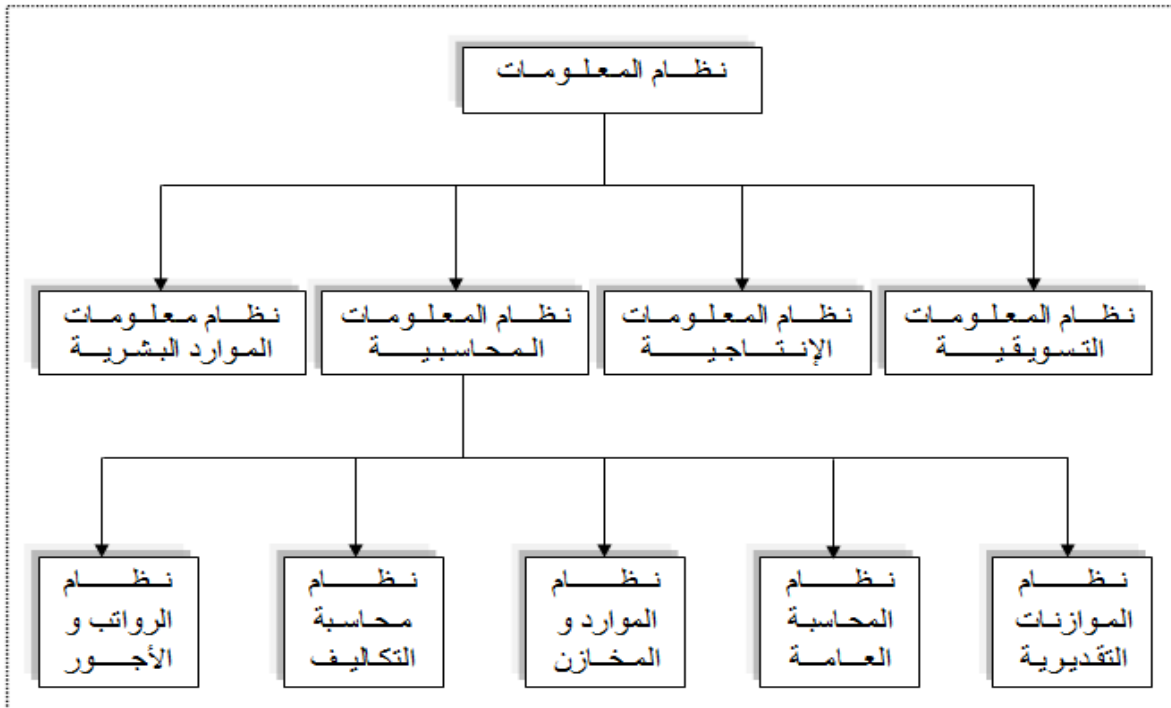 نظام المعلومات
نظام المعلومات
التسويقية
نظام المعلومات
الإنتاجية
نظام المعلومات
المحاسبية
نظام معلومات
الموارد البشرية
نظام
الموازنات
التقديرية
نظام
المحاسبة
العامة
نظام
الموارد و
المخازن
نظام
محاسبة
التكاليف
نظام
الرواتب و
الأجور